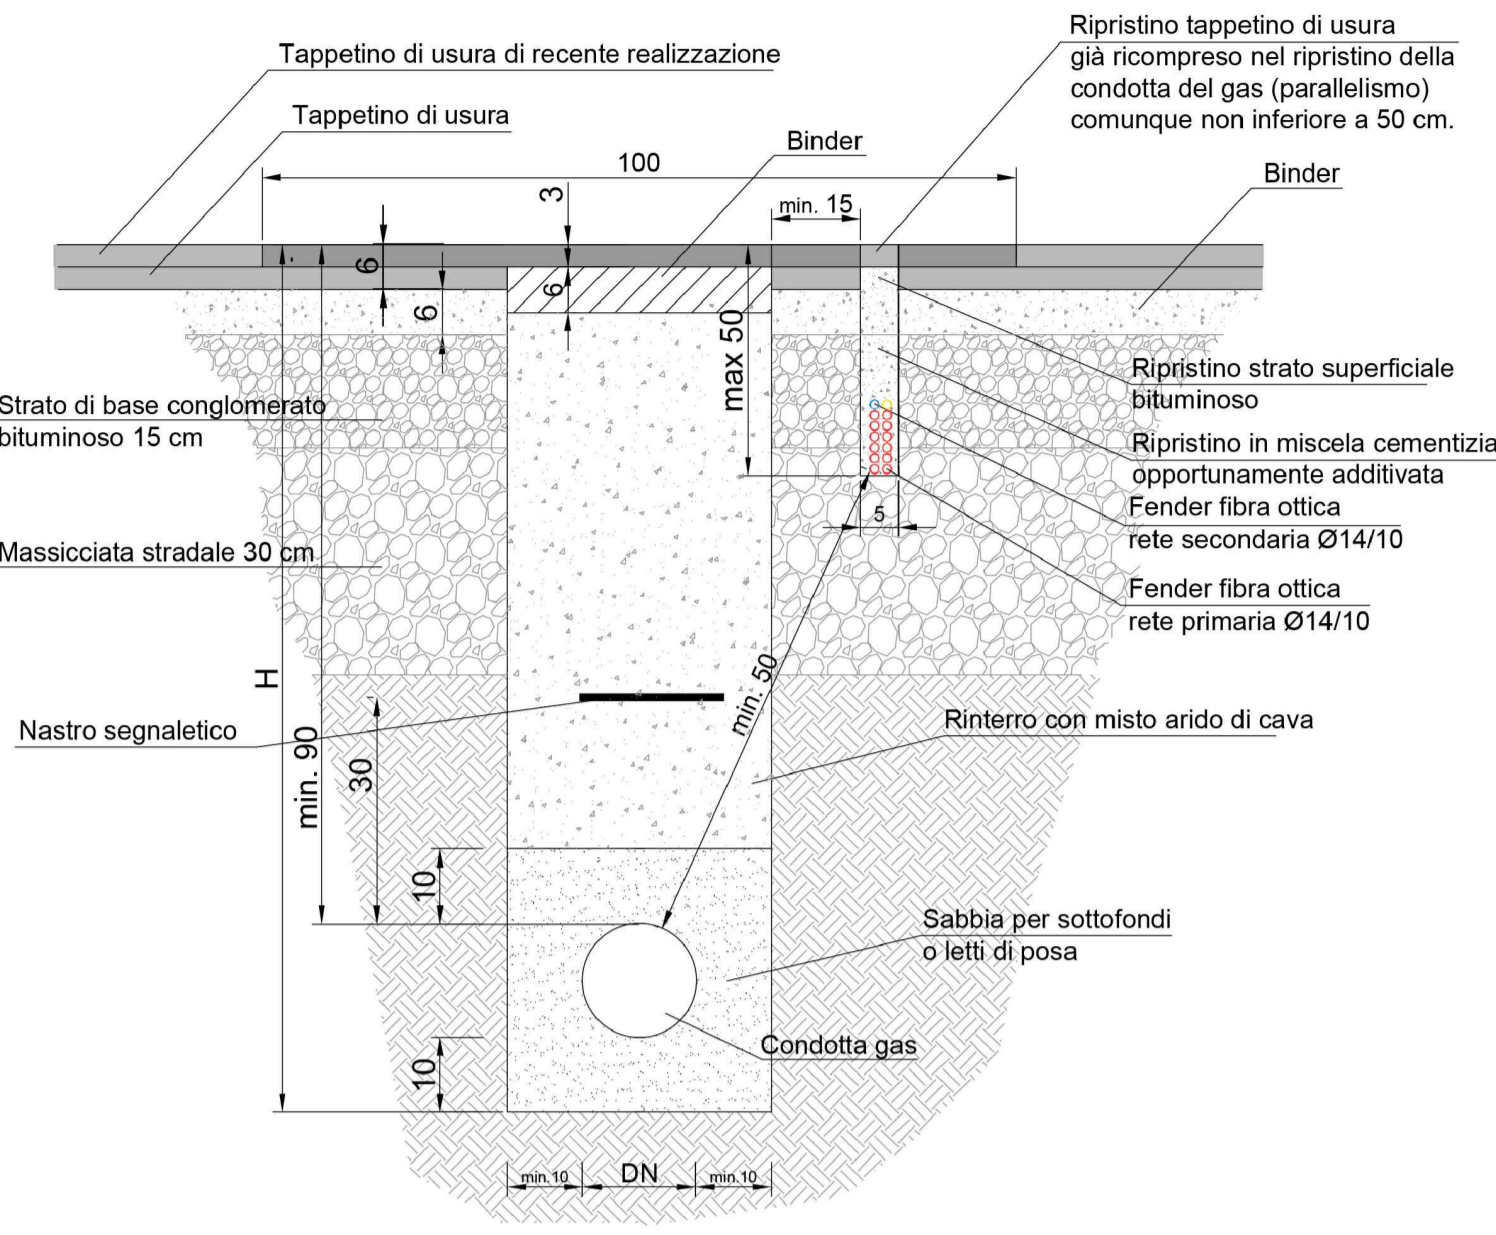 Ripristino tappetino di usura
già ricompreso nel ripristino della
condotta del gas (parallelismo)
comunque non inferiore a 50 cm.
Tappetino di usura di recente realizzazione
Tappetino di usura
Binder
100
Binder
3
min. 15
6
6
6
max 50
Ripristino strato superficiale
bituminoso
Strato di base conglomerato
bituminoso 15 cm
Ripristino in miscela cementizia
opportunamente additivata
Fender fibra ottica
rete secondaria Ø14/10
5
Massicciata stradale 30 cm
Fender fibra ottica
rete primaria Ø14/10
H
min. 50
Nastro segnaletico
Rinterro con misto arido di cava
min. 90
30
10
Sabbia per sottofondi
o letti di posa
Condotta gas
10
min.10
DN
min.10